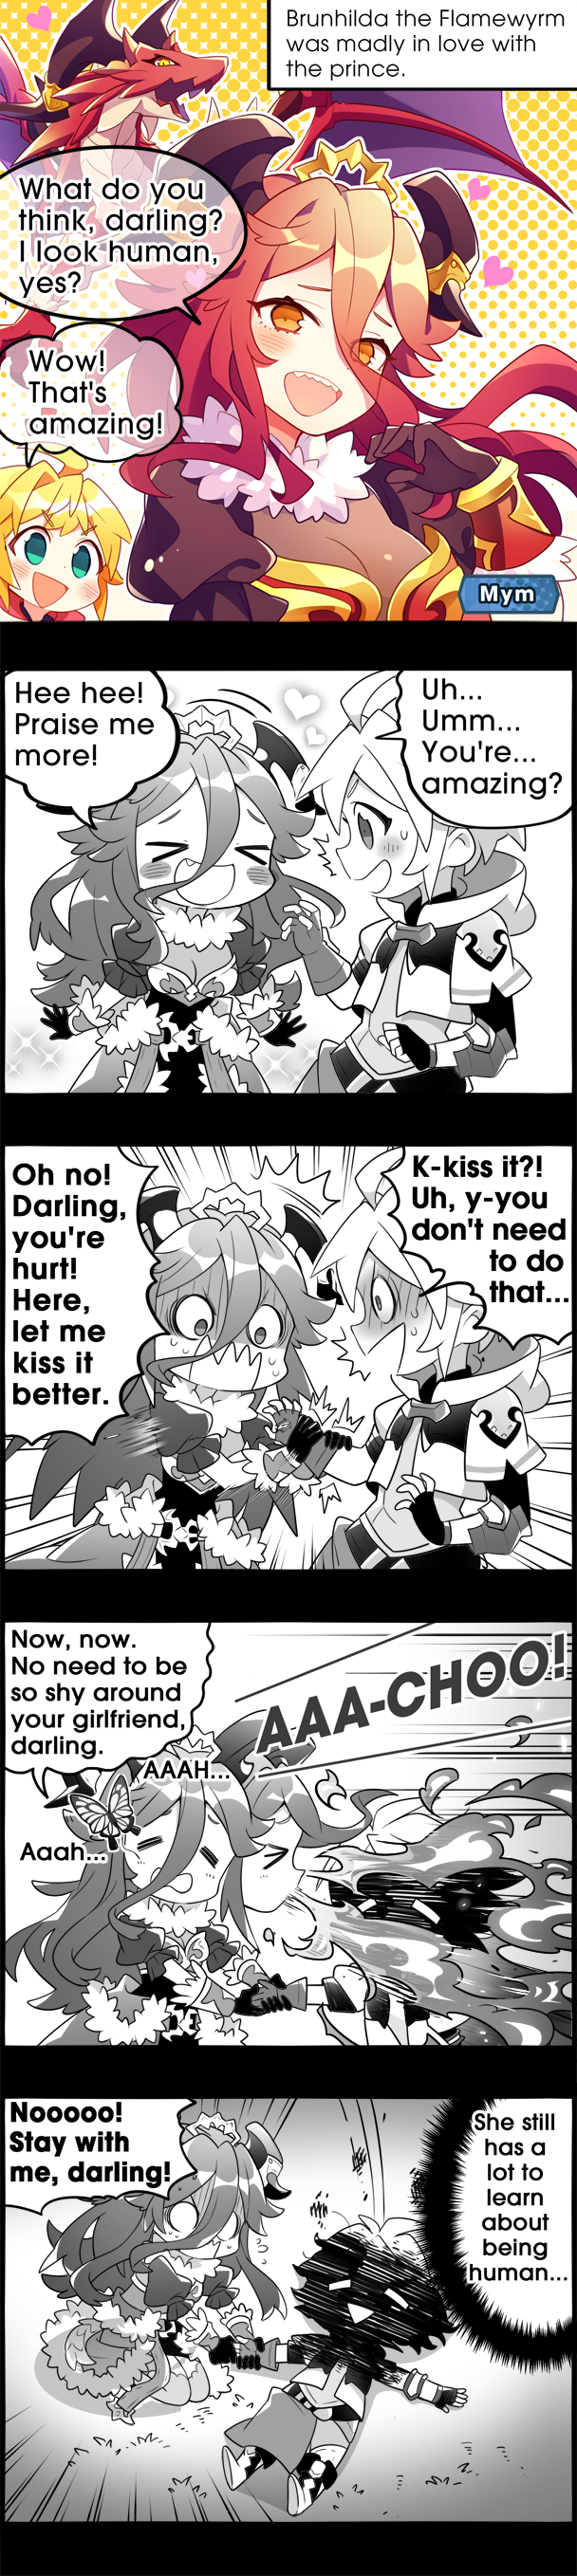 Brunhilda the Flamewyrm
was madly in love with
the prince.
What do you
think, darling?
I look human,
yes?
Wow!
That's
amazing!
Mym
Hee hee!
Praise me
more!
Uh...
Umm...
You're...
amazing?
Oh no!
Darling,
you're
hurt!
Here,
let me
kiss it
better.
K-kiss it?!
Uh, y-you
don't need
to do
that...
Now, now.
No need to be
so shy around
your girlfriend,
darling.
Aaah...
AAAH...
AAA-CHOO!
Nooooo!
Stay with
me, darling!
She still
has a
lot to
learn
about
being
human...